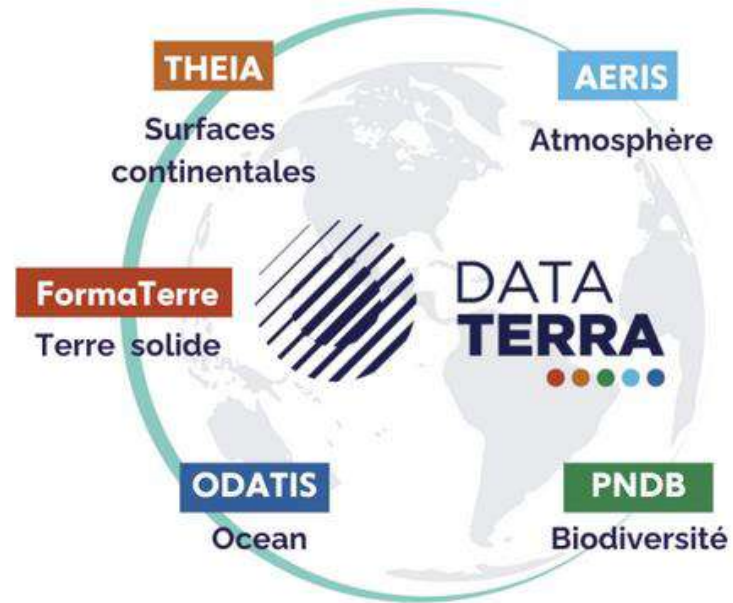 THEIA
Surfaces
continentales
AERIS
Atmosphère
FormaTerre
Terre solide
DATA
TERRA
ODATIS
Ocean
PNDB
Biodiversité